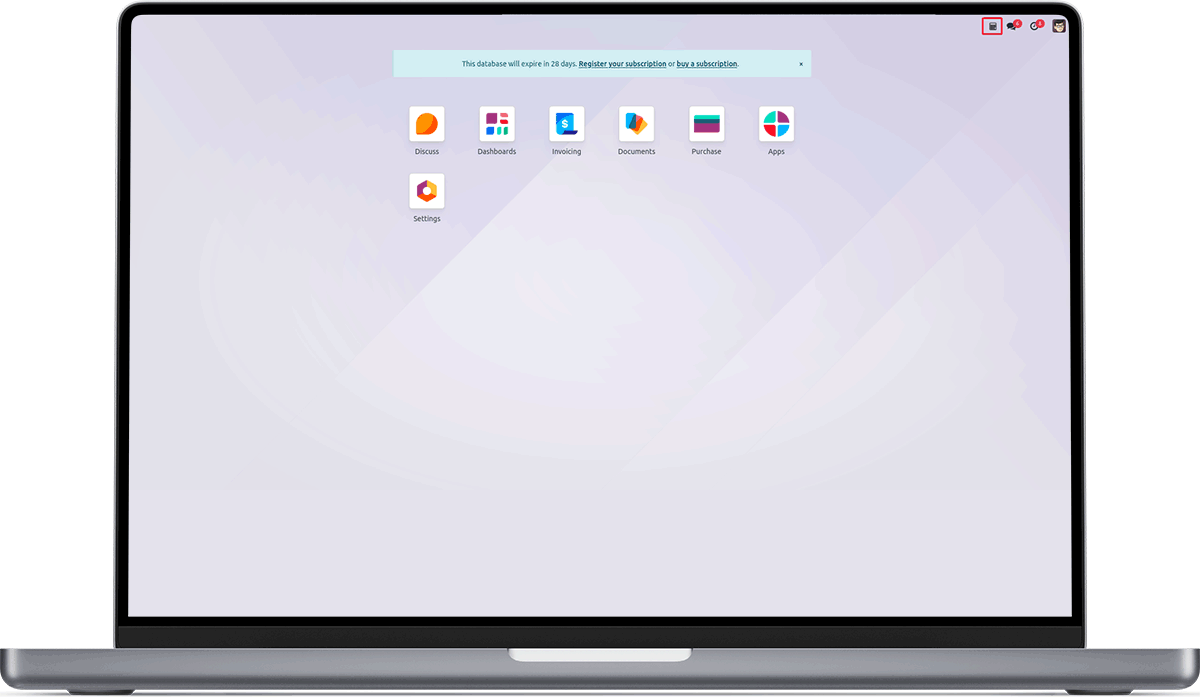 This database will expire in 28 days. Register your subscription or buy a subscription.
Discuss
Dashboards
Invoicing
Documents
Purchase
Apps
Settings